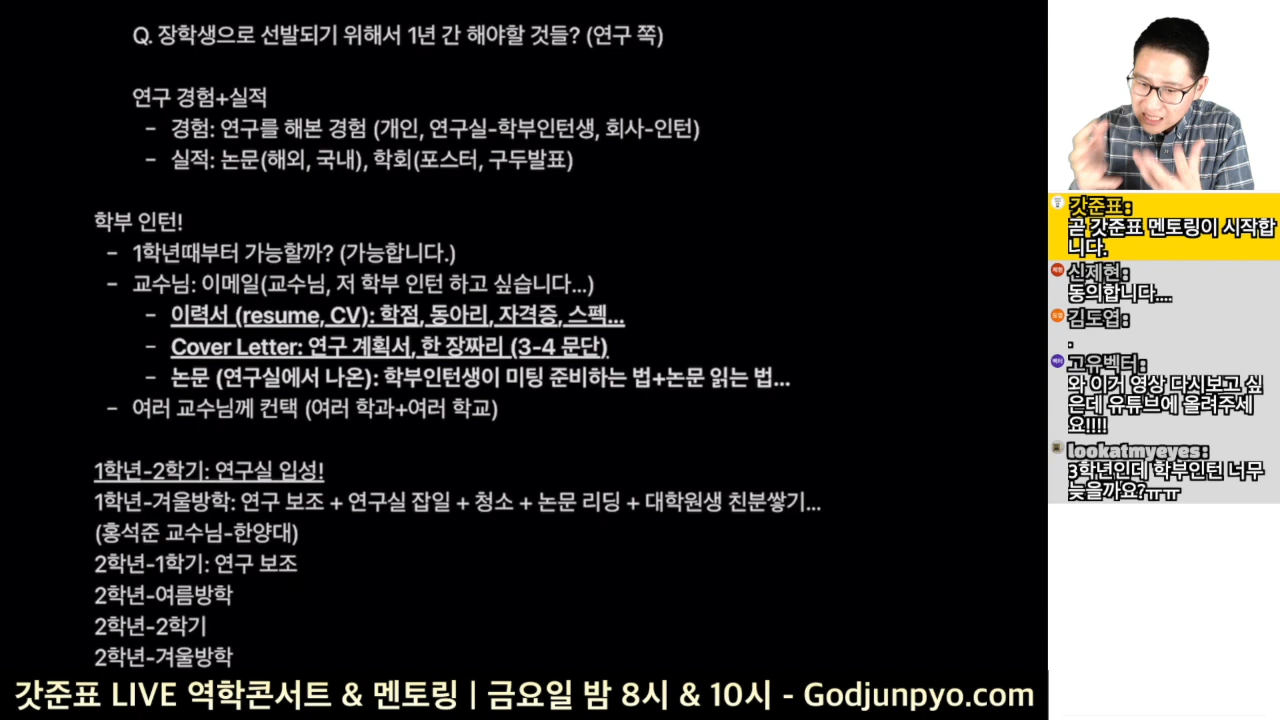 Q. 장학생으로 선발되기 위해서 1년 간 해야할 것들? (연구 쪽)
연구 경험+실적
- 경험: 연구를 해본 경험 (개인, 연구실-학부인턴생, 회사-인턴)
- 실적: 논문(해외, 국내), 학회(포스터, 구두발표)
학부 인턴!
- 1학년때부터 가능할까? (가능합니다.)
- 교수님: 이메일(교수님, 저 학부 인턴 하고 싶습니다...)
- 이력서 (resume, CV): 학점, 동아리, 자격증, 스펙...
- Cover Letter: 연구 계획서, 한 장짜리 (3-4 문단)
- 논문 (연구실에서 나온): 학부인턴생이 미팅 준비하는 법+논문 읽는 법...
- 여러 교수님께 컨택 (여러 학과+여러 학교)
1학년-2학기: 연구실 입성!
1학년-겨울방학: 연구 보조 + 연구실 잡일 + 청소 + 논문 리딩 + 대학원생 친분쌓기...
(홍석준 교수님-한양대)
2학년-1학기: 연구 보조
2학년-여름방학
2학년-2학기
2학년-겨울방학
갓준표 LIVE 역학콘서트 & 멘토링 | 금요일 밤 8시 & 10시 - Godjunpyo.com
갓준표:
곧 갓준표 멘토링이 시작합
니다.
신제현:
동의합니다....
김도엽:
.
고유벡터:
와 이거 영상 다시보고 싶
은데 유튜브에 올려주세
요!!!!
lookatmyeyes:
3학년인데 학부인턴 너무
늦을까요?ㅠㅠ